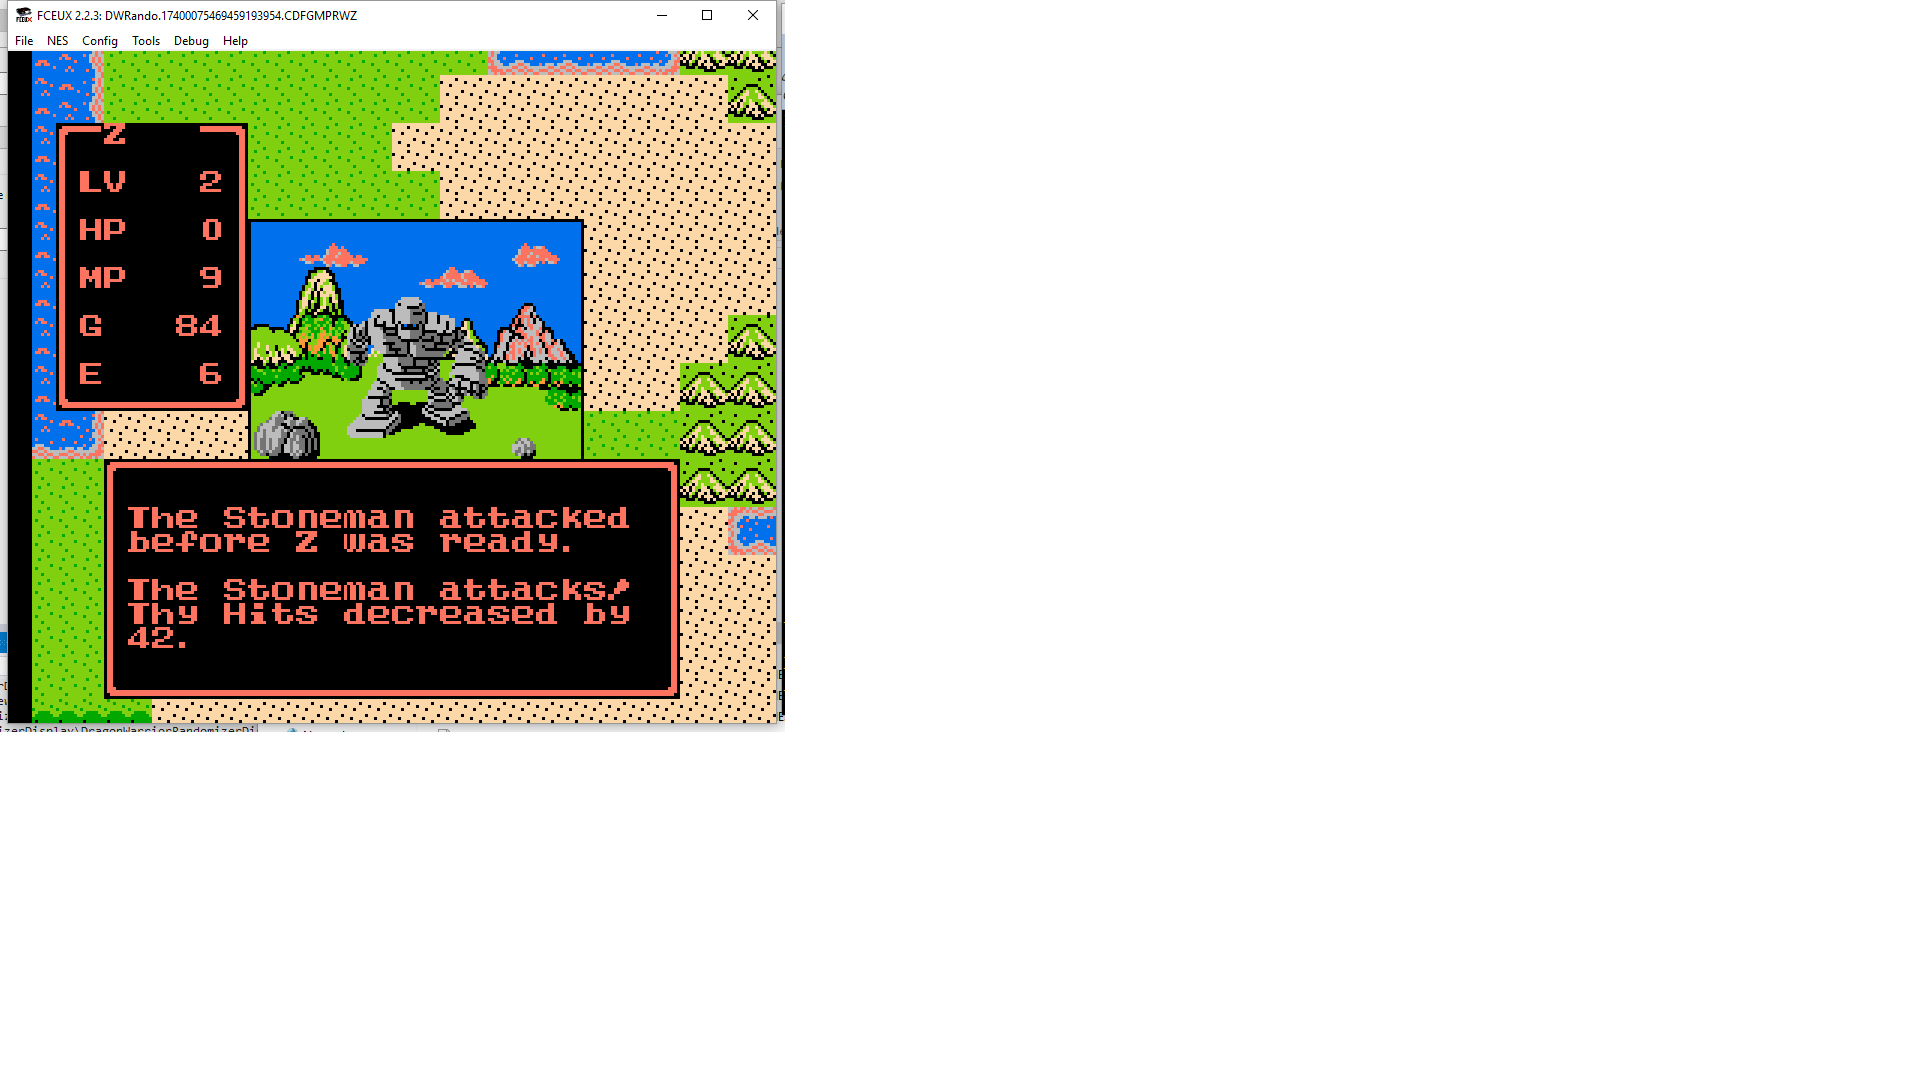 FCEUX 2.2.3: DWRando.17400075469459193954.CDFGMPRWZ
File NES Config Tools Debug Help
Z
LV 2
HP 0
MP 9
G 84
E 6
The Stoneman attacked
before Z was ready.
The Stoneman attacks!
Thy Hits decreased by
42.